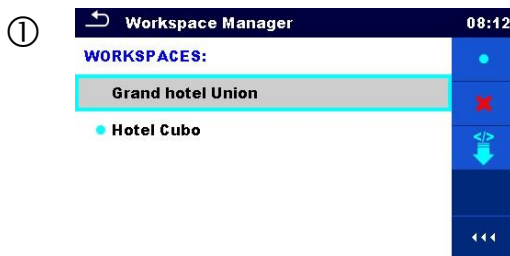 ①
Workspace Manager 08:12
WORKSPACES:
Grand hotel Union
Hotel Cubo
</>